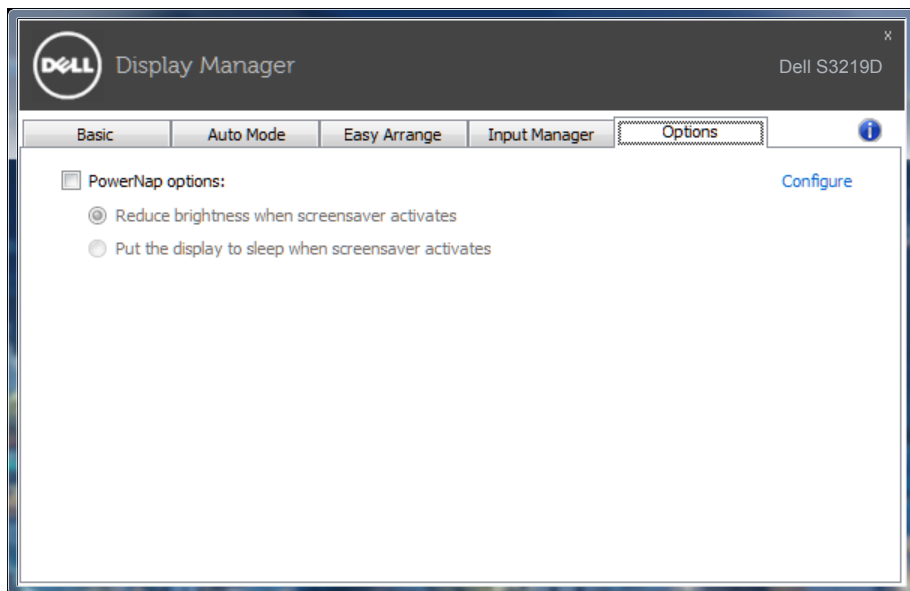 DELL Display Manager
x
Dell S3219D
Basic Auto Mode Easy Arrange Input Manager Options i
PowerNap options: Configure
Reduce brightness when screensaver activates
Put the display to sleep when screensaver activates